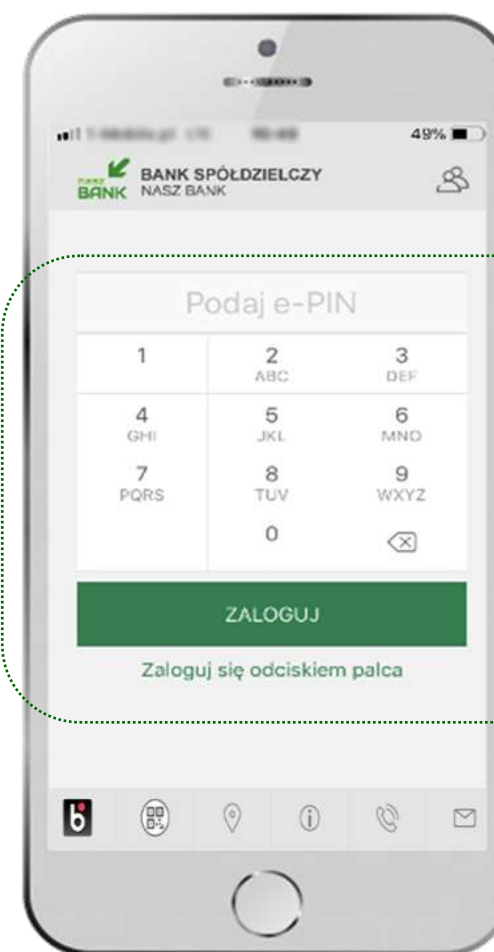 49%
nasz BANK
BANK SPÓŁDZIELCZY
NASZ BANK
Podaj e-PIN
1 2 3
ABC DEF
4 5 6
GHI JKL MNO
7 8 9
PQRS TUV WXYZ
0
ZALOGUJ
Zaloguj się odciskiem palca
b
i